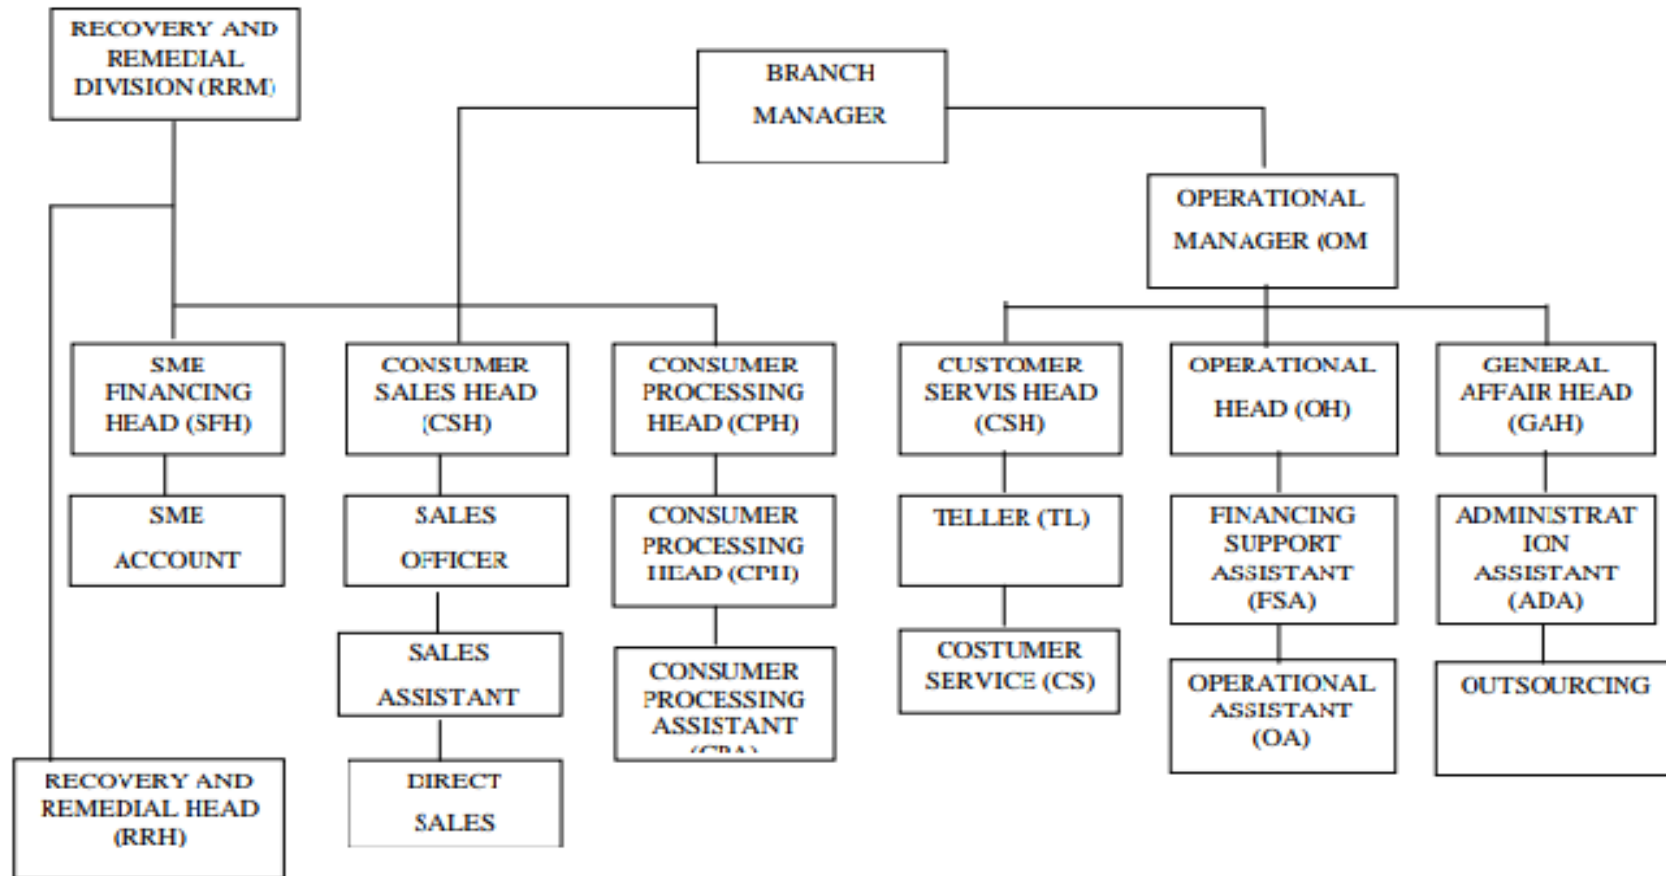 RECOVERY AND
REMEDIAL
DIVISION (RRM)
BRANCH
MANAGER
OPERATIONAL
MANAGER (OM
SME
FINANCING
HEAD (SFH)
CONSUMER
SALES HEAD
(CSH)
CONSUMER
PROCESSING
HEAD (CPH)
CUSTOMER
SERVIS HEAD
(CSH)
OPERATIONAL
HEAD (OH)
GENERAL
AFFAIR HEAD
(GAH)
SME
ACCOUNT
SALES
OFFICER
CONSUMER
PROCESSING
HEAD (CPH)
TELLER (TL)
FINANCING
SUPPORT
ASSISTANT
(FSA)
ADMINISTRAT
ION
ASSISTANT
(ADA)
SALES
ASSISTANT
CONSUMER
PROCESSING
ASSISTANT
(CPA)
COSTUMER
SERVICE (CS)
OPERATIONAL
ASSISTANT
(OA)
OUTSOURCING
RECOVERY AND
REMEDIAL HEAD
(RRH)
DIRECT
SALES